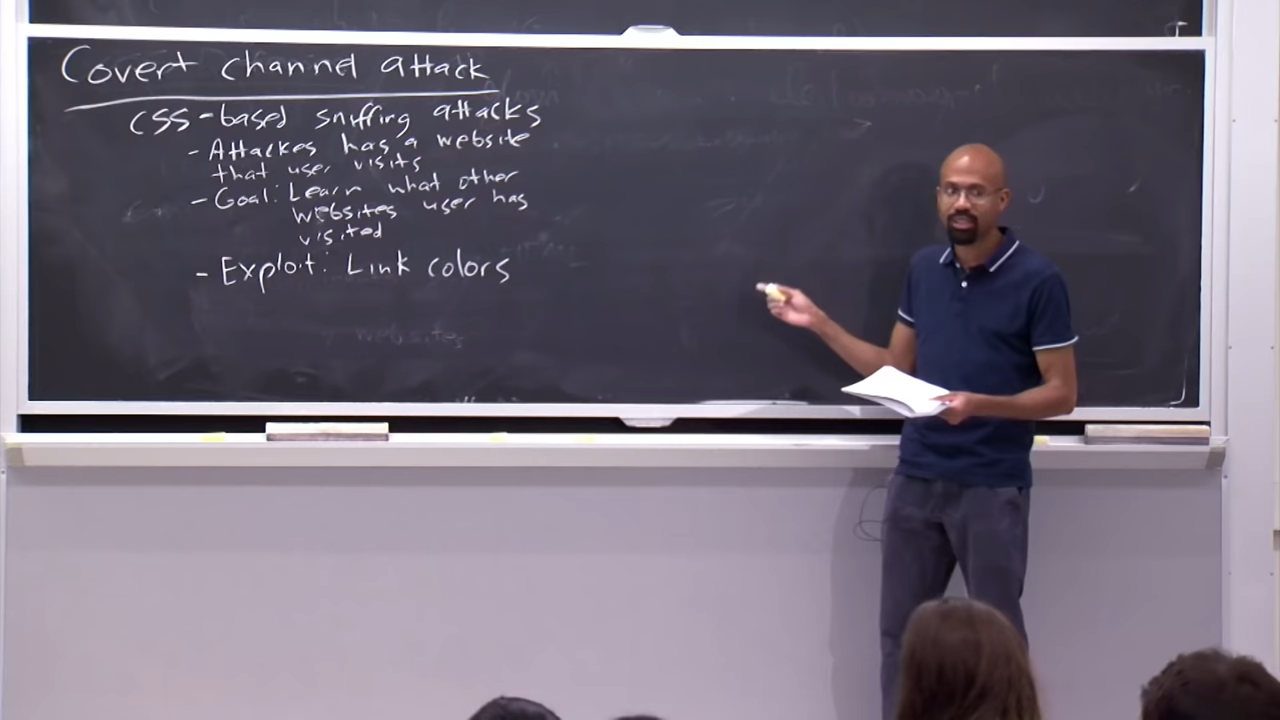 Covert channel attack
CSS-based sniffing attacks
- Attacker has a website
that user visits
- Goal: Learn what other
websites user has
visited
- Exploit: Link colors
websites